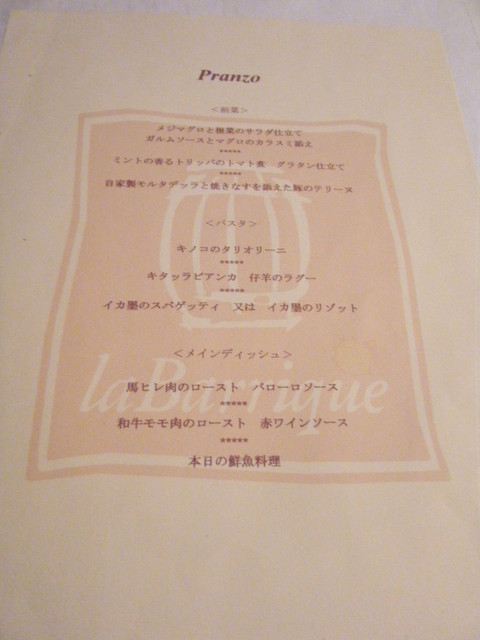 Pranzo
<前菜>
メジマグロと根菜のサラダ仕立て
ガルムソースとマグロのカラスミ添え
*****
ミントの香るトリッパのトマト煮 グラタン仕立て
*****
自家製モルタデッラと焼きなすを添えた豚のテリーヌ
<パスタ>
キノコのタリオリーニ
*****
キタッラビアンカ 仔羊のラグー
*****
イカ墨のスパゲッティ 又は イカ墨のリゾット
<メインディッシュ>
馬ヒレ肉のロースト バローロソース
laBarrique
*****
和牛モモ肉のロースト 赤ワインソース
*****
本日の鮮魚料理